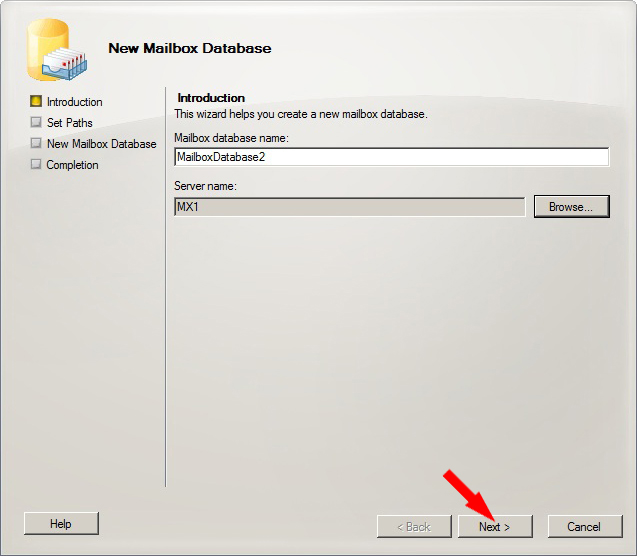 New Mailbox Database
Introduction
Set Paths
New Mailbox Database
Completion
Introduction
This wizard helps you create a new mailbox database.
Mailbox database name:
MailboxDatabase2
Server name:
MX1
Browse...
Help
< Back
Next >
Cancel